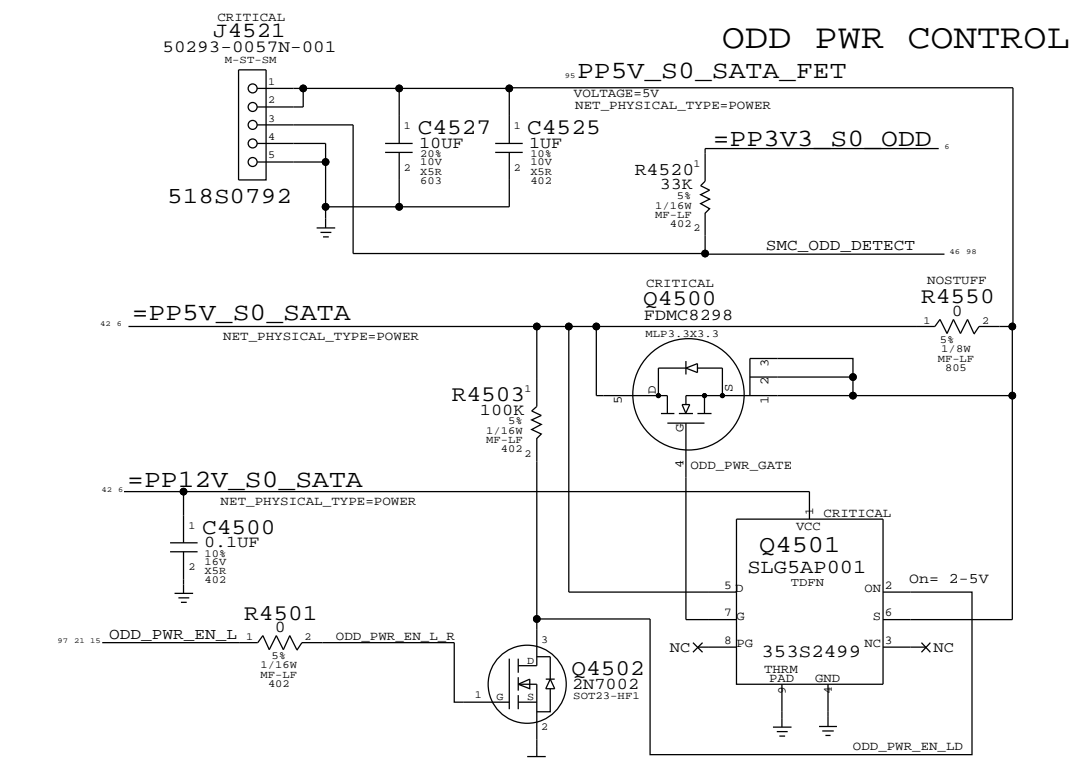 CRITICAL
J4521
50293-0057N-001
M-ST-SM
1
2
3
4
5
518S0792
ODD PWR CONTROL
95 PP5V_S0_SATA_FET
VOLTAGE=5V
NET_PHYSICAL_TYPE=POWER
1 C4527
10UF
20%
10V
2 X5R
603
1 C4525
1UF
10%
10V
2 X5R
402
=PP3V3_S0_ODD 6
R4520 1
33K
5%
1/16W
MF-LF
402 2
SMC_ODD_DETECT 46 98
CRITICAL
Q4500
FDMC8298
MLP3.3X3.3
NOSTUFF
R4550
0
1 2
5%
1/8W
MF-LF
805
42 6 =PP5V_S0_SATA
NET_PHYSICAL_TYPE=POWER
D
S
G
5
3
2
1
4 ODD_PWR_GATE
R4503 1
100K
5%
1/16W
MF-LF
402 2
42 6 =PP12V_S0_SATA
NET_PHYSICAL_TYPE=POWER
1 C4500
0.1UF
10%
16V
2 X5R
402
1 CRITICAL
VCC
Q4501
SLG5AP001
TDFN
5 D
ON 2 On= 2-5V
7 G
S 6
NC 8 PG
NC 3 NC
353S2499
THRM
PAD GND
9 4
R4501
0
97 21 15 ODD_PWR_EN_L 1 2 ODD_PWR_EN_L_R
5%
1/16W
MF-LF
402
3
D
Q4502
2N7002
SOT23-HF1
1 G S
2
ODD_PWR_EN_LD